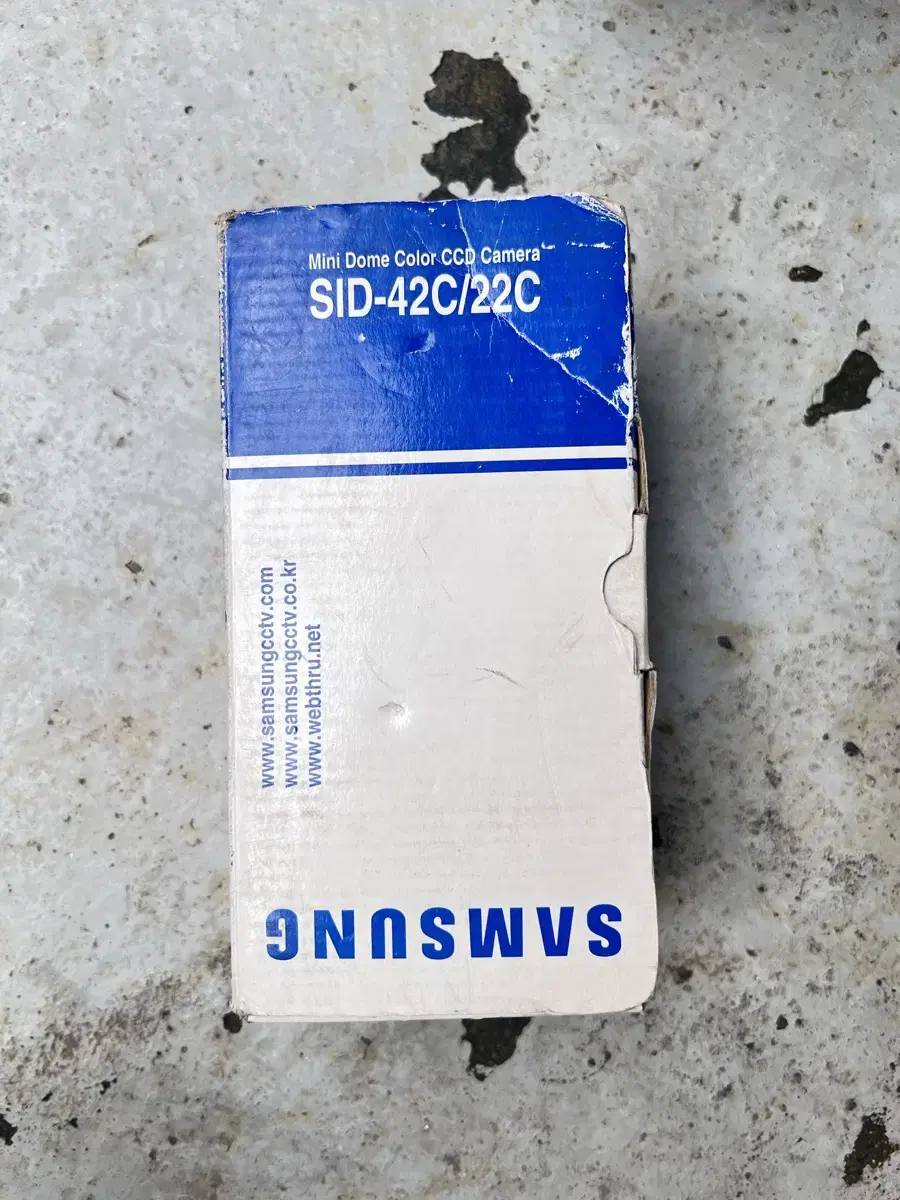 Mini Dome Color CCD Camera
SID-42C/22C
www.samsungcctv.com
www.samsungcctv.co.kr
www.webthru.net
SAMSUNG